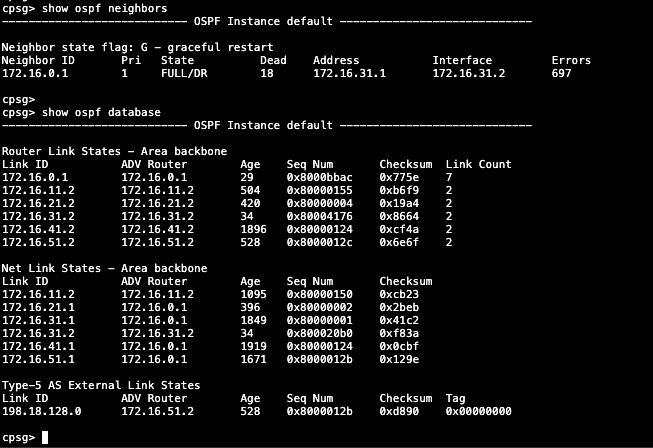 cpsg> show ospf neighbors
---------------------------- OSPF Instance default -----------------------------
Neighbor state flag: G - graceful restart
Neighbor ID Pri State Dead Address Interface Errors
172.16.0.1 1 FULL/DR 18 172.16.31.1 172.16.31.2 697
cpsg>
cpsg> show ospf database
---------------------------- OSPF Instance default -----------------------------
Router Link States - Area backbone
Link ID ADV Router Age Seq Num Checksum Link Count
172.16.0.1 172.16.0.1 29 0x8000bbac 0x775e 7
172.16.11.2 172.16.11.2 504 0x80000155 0xb6f9 2
172.16.21.2 172.16.21.2 420 0x80000004 0x19a4 2
172.16.31.2 172.16.31.2 34 0x80004176 0x8664 2
172.16.41.2 172.16.41.2 1896 0x80000124 0xcf4a 2
172.16.51.2 172.16.51.2 528 0x8000012c 0x6e6f 2
Net Link States - Area backbone
Link ID ADV Router Age Seq Num Checksum
172.16.11.2 172.16.11.2 1095 0x80000150 0xcb23
172.16.21.1 172.16.0.1 396 0x80000002 0x2beb
172.16.31.1 172.16.0.1 1849 0x80000001 0x41c2
172.16.31.2 172.16.31.2 34 0x800020b0 0xf83a
172.16.41.1 172.16.0.1 1919 0x80000124 0x0cbf
172.16.51.1 172.16.0.1 1671 0x8000012b 0x129e
Type-5 AS External Link States
Link ID ADV Router Age Seq Num Checksum Tag
198.18.128.0 172.16.51.2 528 0x8000012b 0xd890 0x00000000
cpsg>